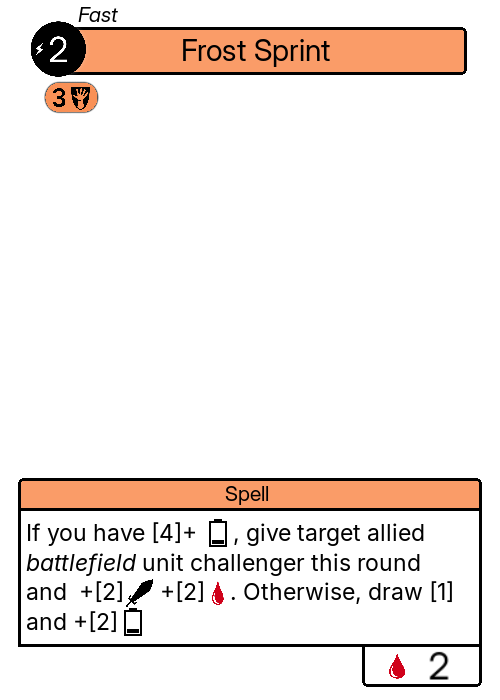 Fast
2
Frost Sprint
3
Spell
If you have [4]+ , give target allied
battlefield unit challenger this round
and +[2] +[2] . Otherwise, draw [1]
and +[2]
2